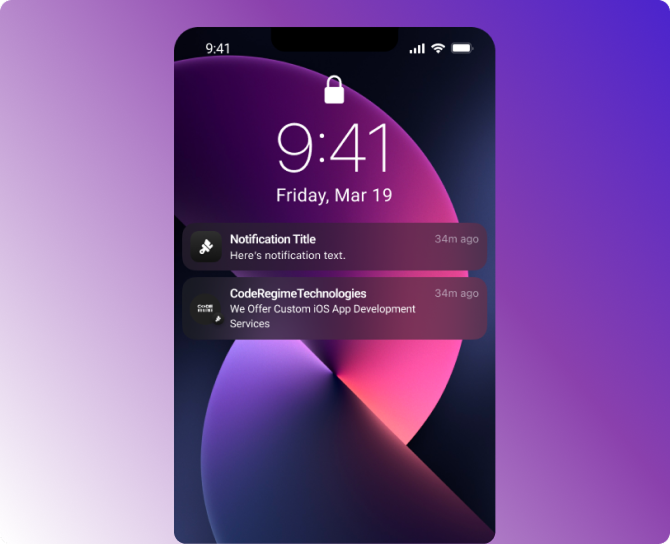 9:41
9:41
Friday, Mar 19
Notification Title
34m ago
Here's notification text.
CodeRegimeTechnologies
34m ago
We Offer Custom iOS App Development
Services